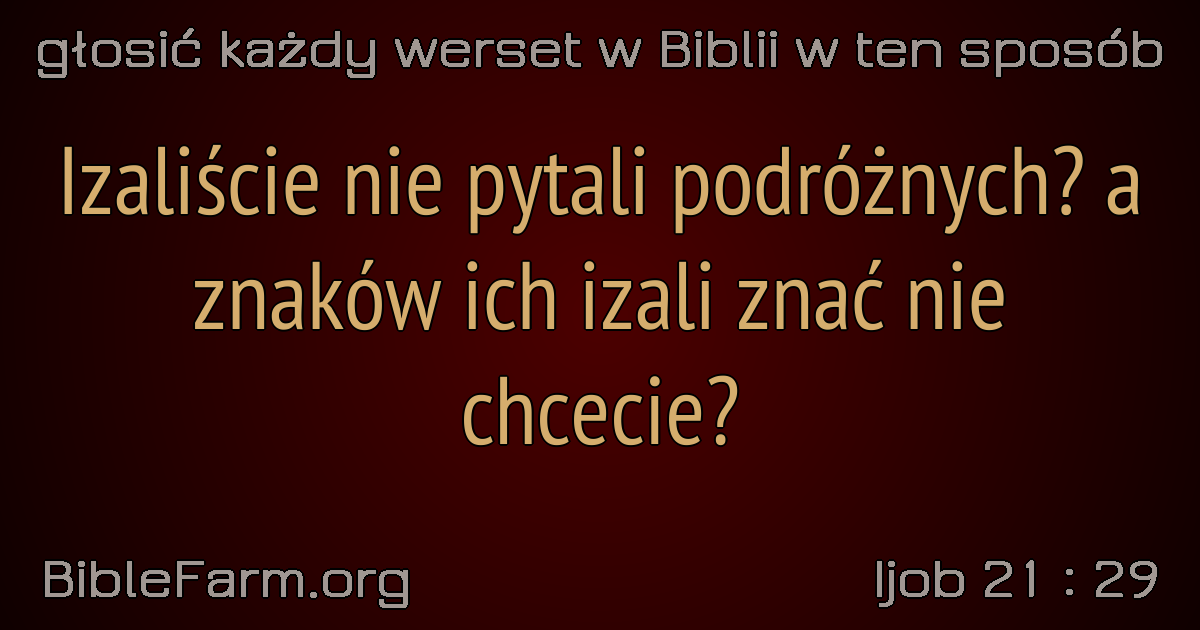 głosić każdy werset w Biblii w ten sposób
Izaliście nie pytali podróżnych? a
znaków ich izali znać nie
chcecie?
BibleFarm.org
Ijob 21 : 29